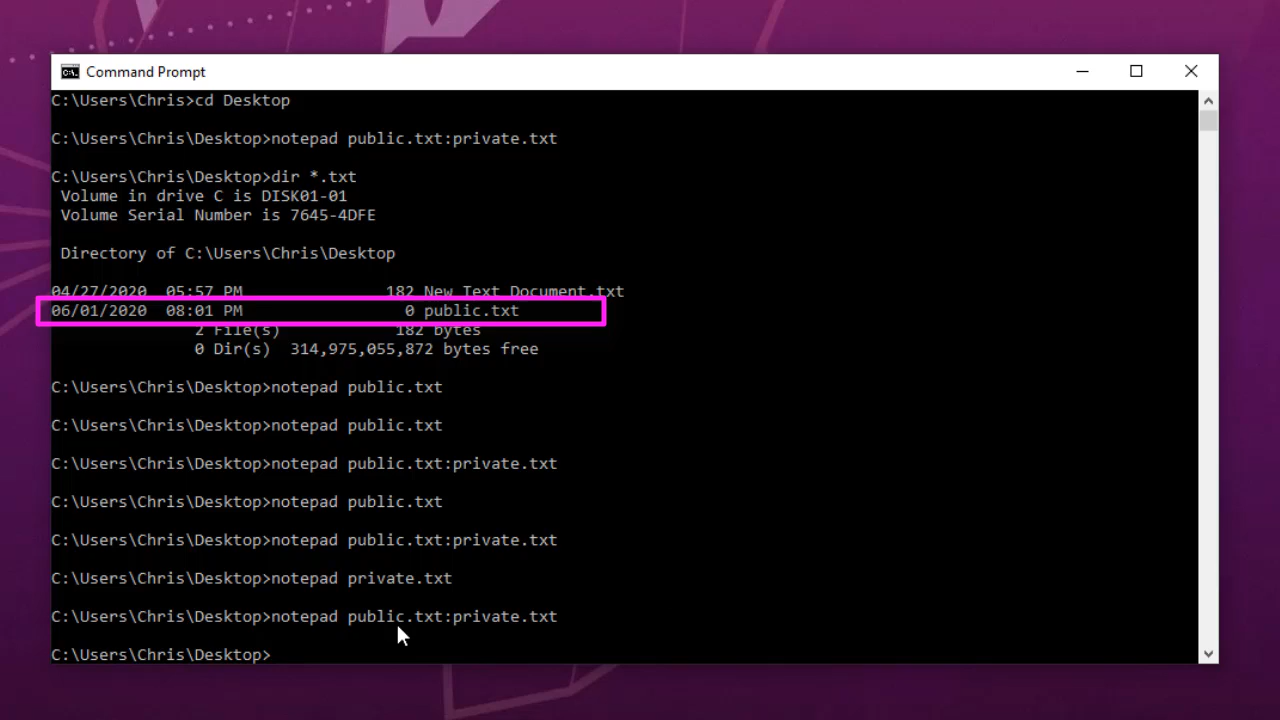 Command Prompt
C:\Users\Chris>cd Desktop
C:\Users\Chris\Desktop>notepad public.txt:private.txt
C:\Users\Chris\Desktop>dir *.txt
Volume in drive C is DISK01-01
Volume Serial Number is 7645-4DFE
Directory of C:\Users\Chris\Desktop
04/27/2020  05:57 PM               182 New Text Document.txt
06/01/2020  08:01 PM                 0 public.txt
2 File(s)            182 bytes
0 Dir(s)  314,975,055,872 bytes free
C:\Users\Chris\Desktop>notepad public.txt
C:\Users\Chris\Desktop>notepad public.txt
C:\Users\Chris\Desktop>notepad public.txt:private.txt
C:\Users\Chris\Desktop>notepad public.txt
C:\Users\Chris\Desktop>notepad public.txt:private.txt
C:\Users\Chris\Desktop>notepad private.txt
C:\Users\Chris\Desktop>notepad public.txt:private.txt
C:\Users\Chris\Desktop>